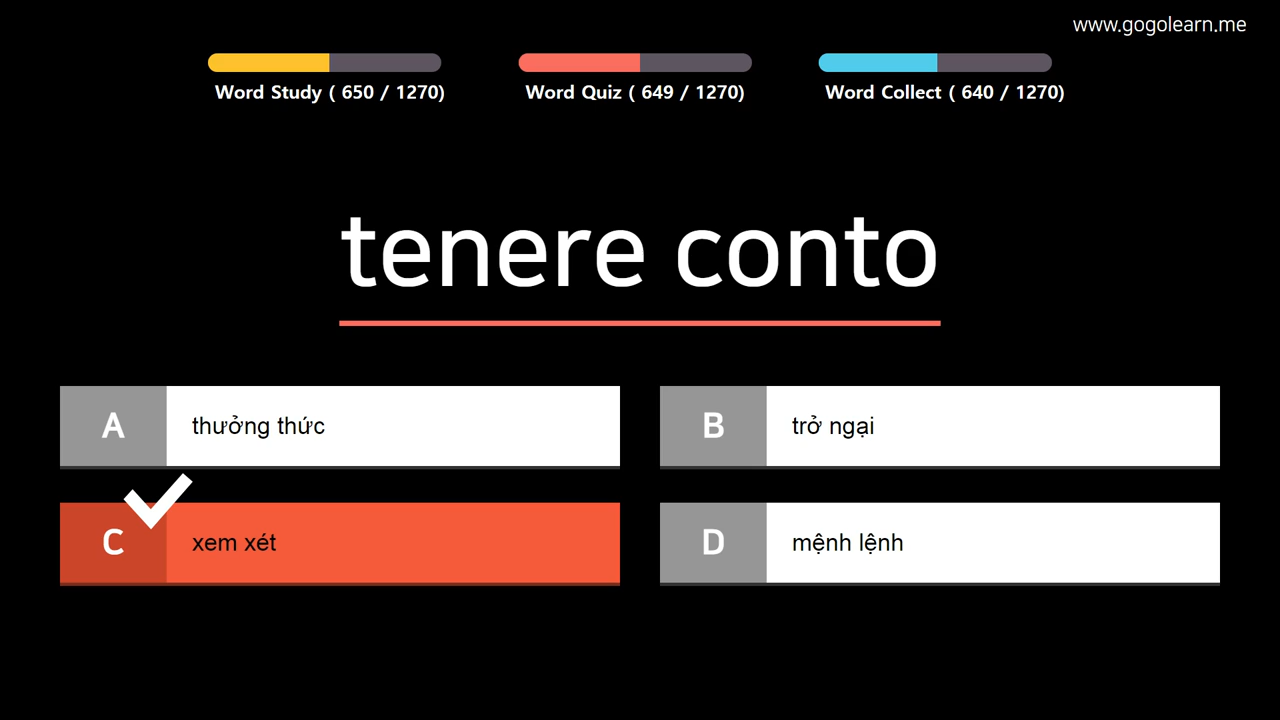 www.gogolearn.me
Word Study ( 650 / 1270)
Word Quiz ( 649 / 1270)
Word Collect ( 640 / 1270)
tenere conto
A thưởng thức
B trở ngại
C xem xét
D mệnh lệnh